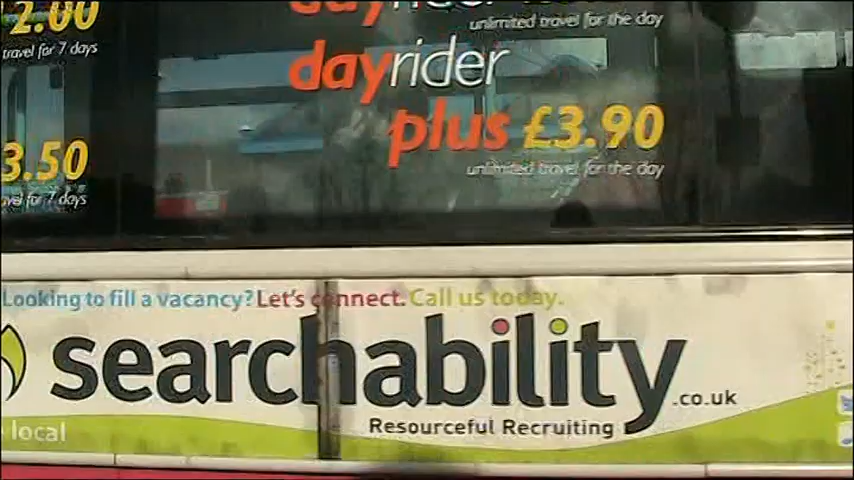 2.00
travel for 7 days
3.50
travel for 7 days
dayrider
unlimited travel for the day
dayrider
plus £3.90
unlimited travel for the day
Looking to fill a vacancy? Let's connect. Call us today.
searchability.co.uk
Resourceful Recruiting
local